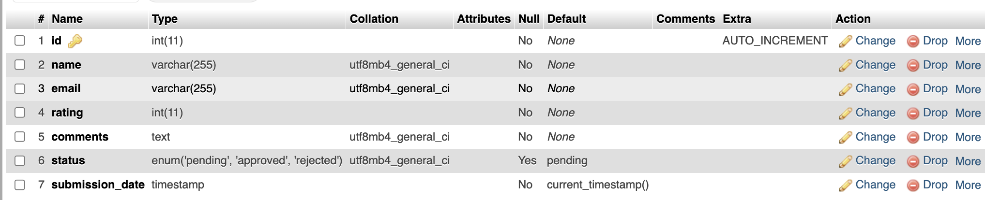 # Name Type Collation Attributes Null Default Comments Extra Action
1 id int(11) No None AUTO_INCREMENT Change Drop More
2 name varchar(255) utf8mb4_general_ci No None Change Drop More
3 email varchar(255) utf8mb4_general_ci No None Change Drop More
4 rating int(11) No None Change Drop More
5 comments text utf8mb4_general_ci No None Change Drop More
6 status enum('pending', 'approved', 'rejected') utf8mb4_general_ci Yes pending Change Drop More
7 submission_date timestamp No current_timestamp() Change Drop More